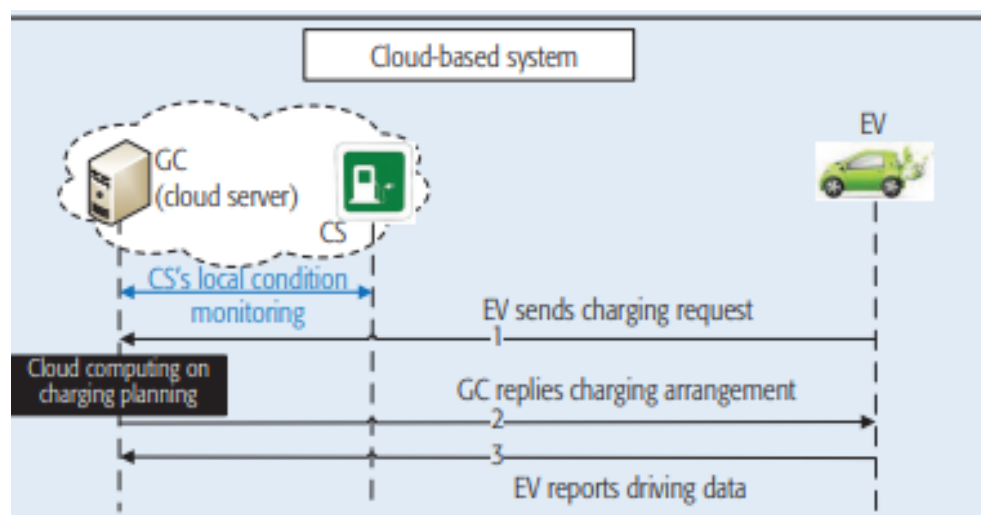 Cloud-based system
EV
GC
(cloud server)
CS
CS's local condition
monitoring
EV sends charging request
1
Cloud computing on
charging planning
GC replies charging arrangement
2
3
EV reports driving data